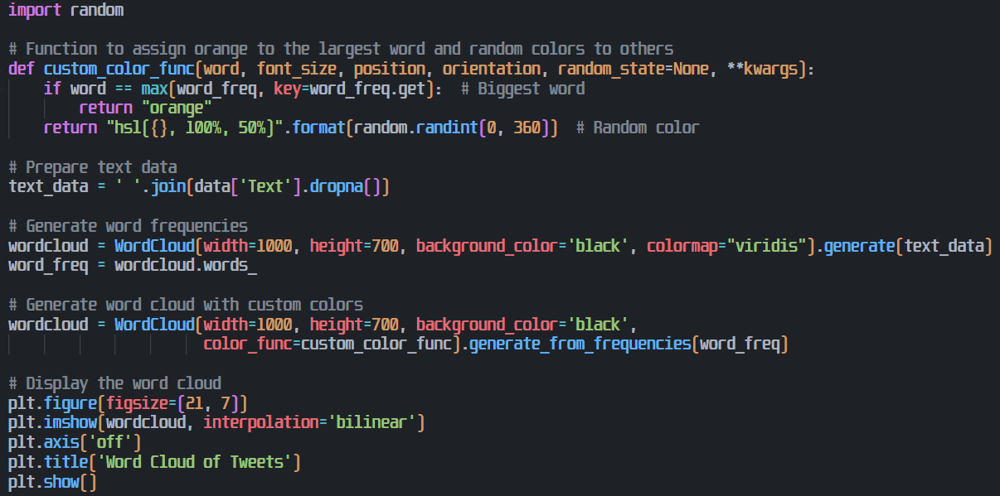 import random

# Function to assign orange to the largest word and random colors to others
def custom_color_func(word, font_size, position, orientation, random_state=None, **kwargs):
    if word == max(word_freq, key=word_freq.get):  # Biggest word
        return "orange"
    return "hsl({}, 100%, 50%)".format(random.randint(0, 360))  # Random color

# Prepare text data
text_data = ' '.join(data['Text'].dropna())

# Generate word frequencies
wordcloud = WordCloud(width=1000, height=700, background_color='black', colormap="viridis").generate(text_data)
word_freq = wordcloud.words_

# Generate word cloud with custom colors
wordcloud = WordCloud(width=1000, height=700, background_color='black',
                      color_func=custom_color_func).generate_from_frequencies(word_freq)

# Display the word cloud
plt.figure(figsize=(21, 7))
plt.imshow(wordcloud, interpolation='bilinear')
plt.axis('off')
plt.title('Word Cloud of Tweets')
plt.show()